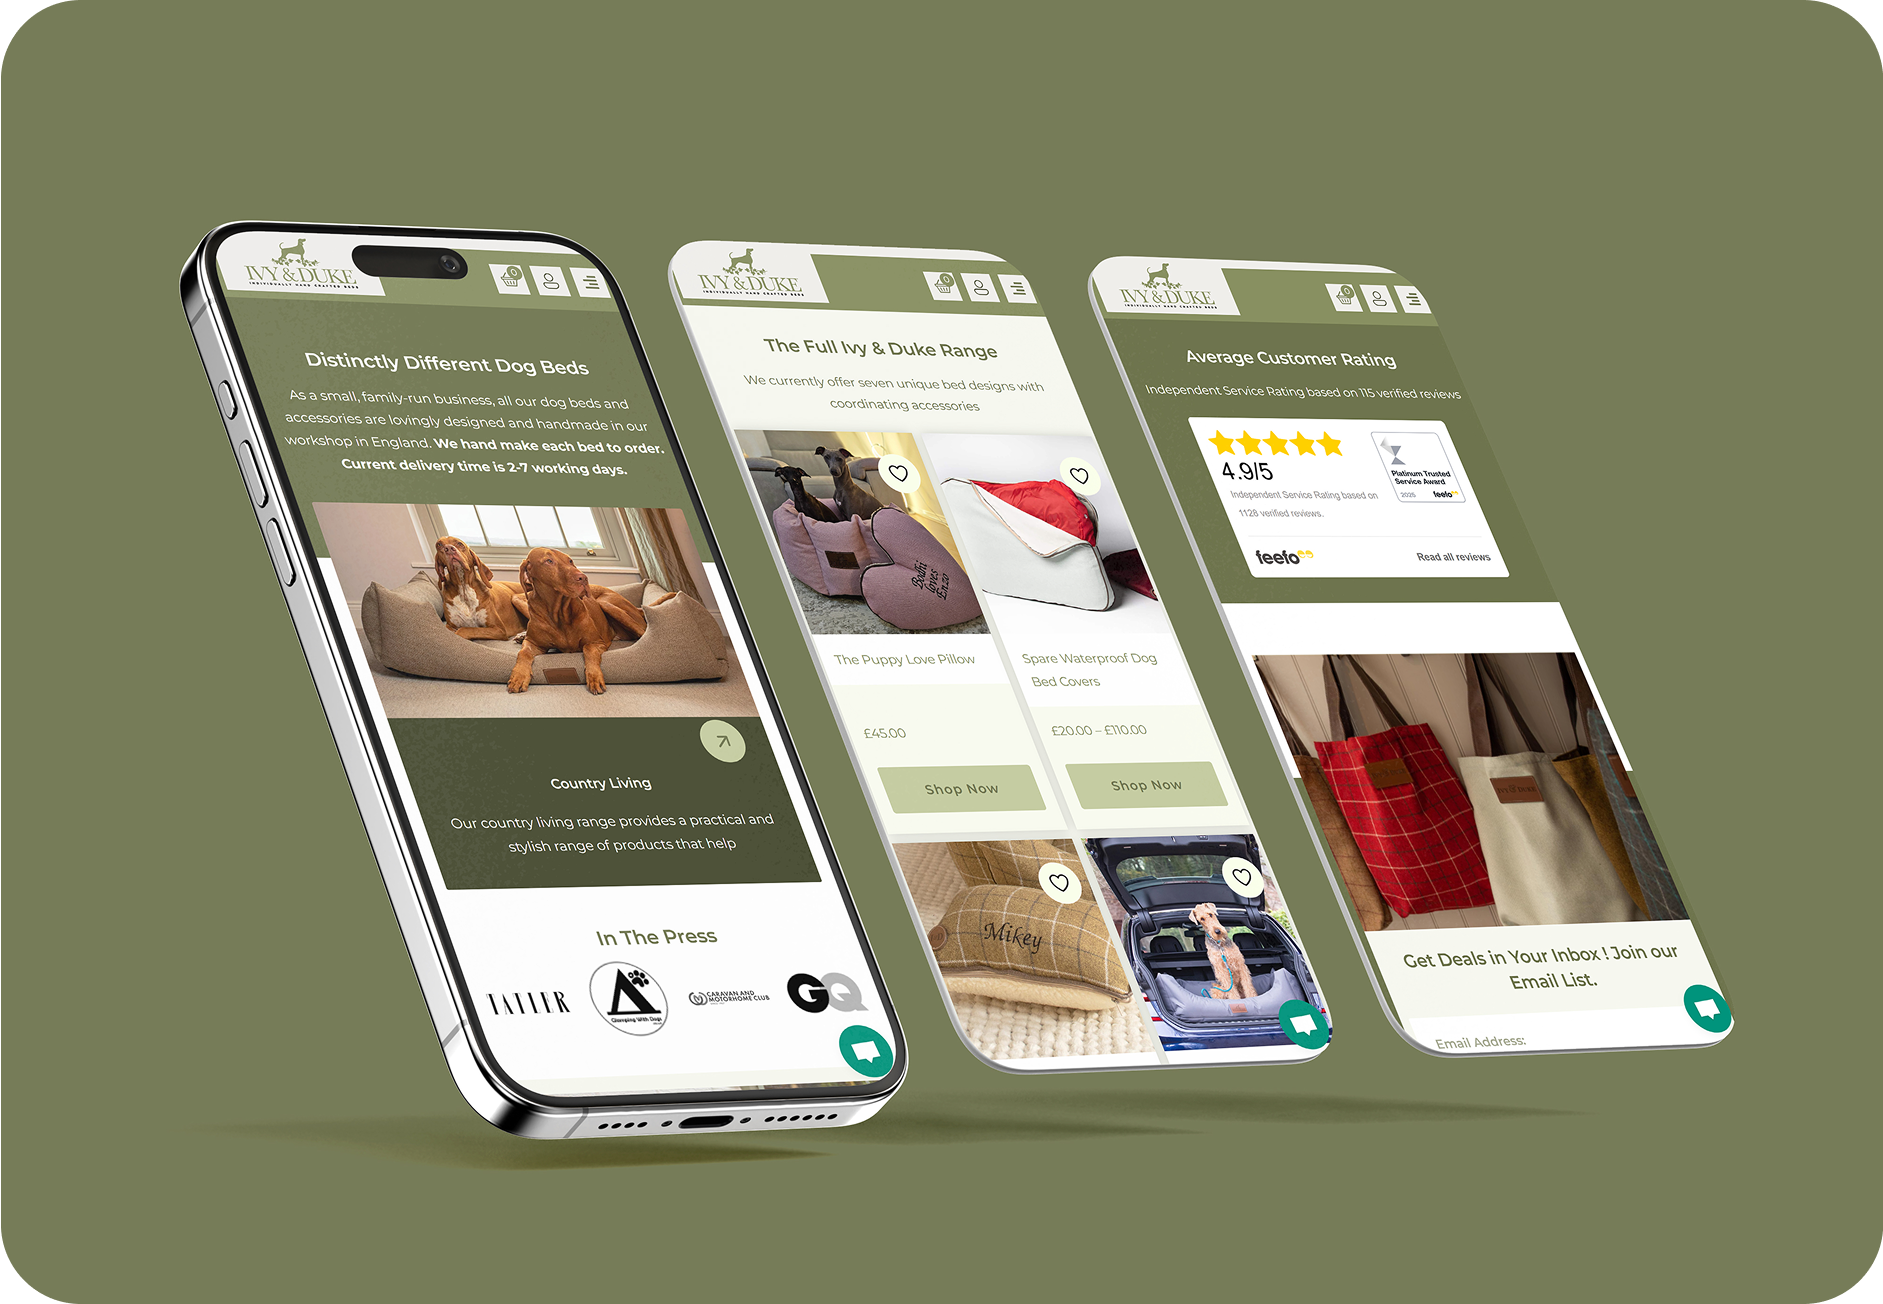 IVY & DUKE
INDIVIDUALLY HAND CRAFTED BEDS
0
Distinctly Different Dog Beds
As a small, family-run business, all our dog beds and
accessories are lovingly designed and handmade in our
workshop in England. We hand make each bed to order.
Current delivery time is 2-7 working days.
Country Living
Our country living range provides a practical and
stylish range of products that help
In The Press
TATLER
Glamping With Dogs
CARAVAN AND
MOTORHOME CLUB
GQ
IVY & DUKE
INDIVIDUALLY HAND CRAFTED BEDS
0
The Full Ivy & Duke Range
We currently offer seven unique bed designs with
coordinating accessories
Bodhi
loves
Enzo
The Puppy Love Pillow
£45.00
Shop Now
Spare Waterproof Dog
Bed Covers
£20.00 – £110.00
Shop Now
Mikey
IVY & DUKE
INDIVIDUALLY HAND CRAFTED BEDS
0
Average Customer Rating
Independent Service Rating based on 115 verified reviews
4.9/5
Independent Service Rating based on
1128 verified reviews.
Platinum Trusted
Service Award
2025
feefo
feefo
Read all reviews
IVY & DUKE
Get Deals in Your Inbox ! Join our
Email List.
Email Address: